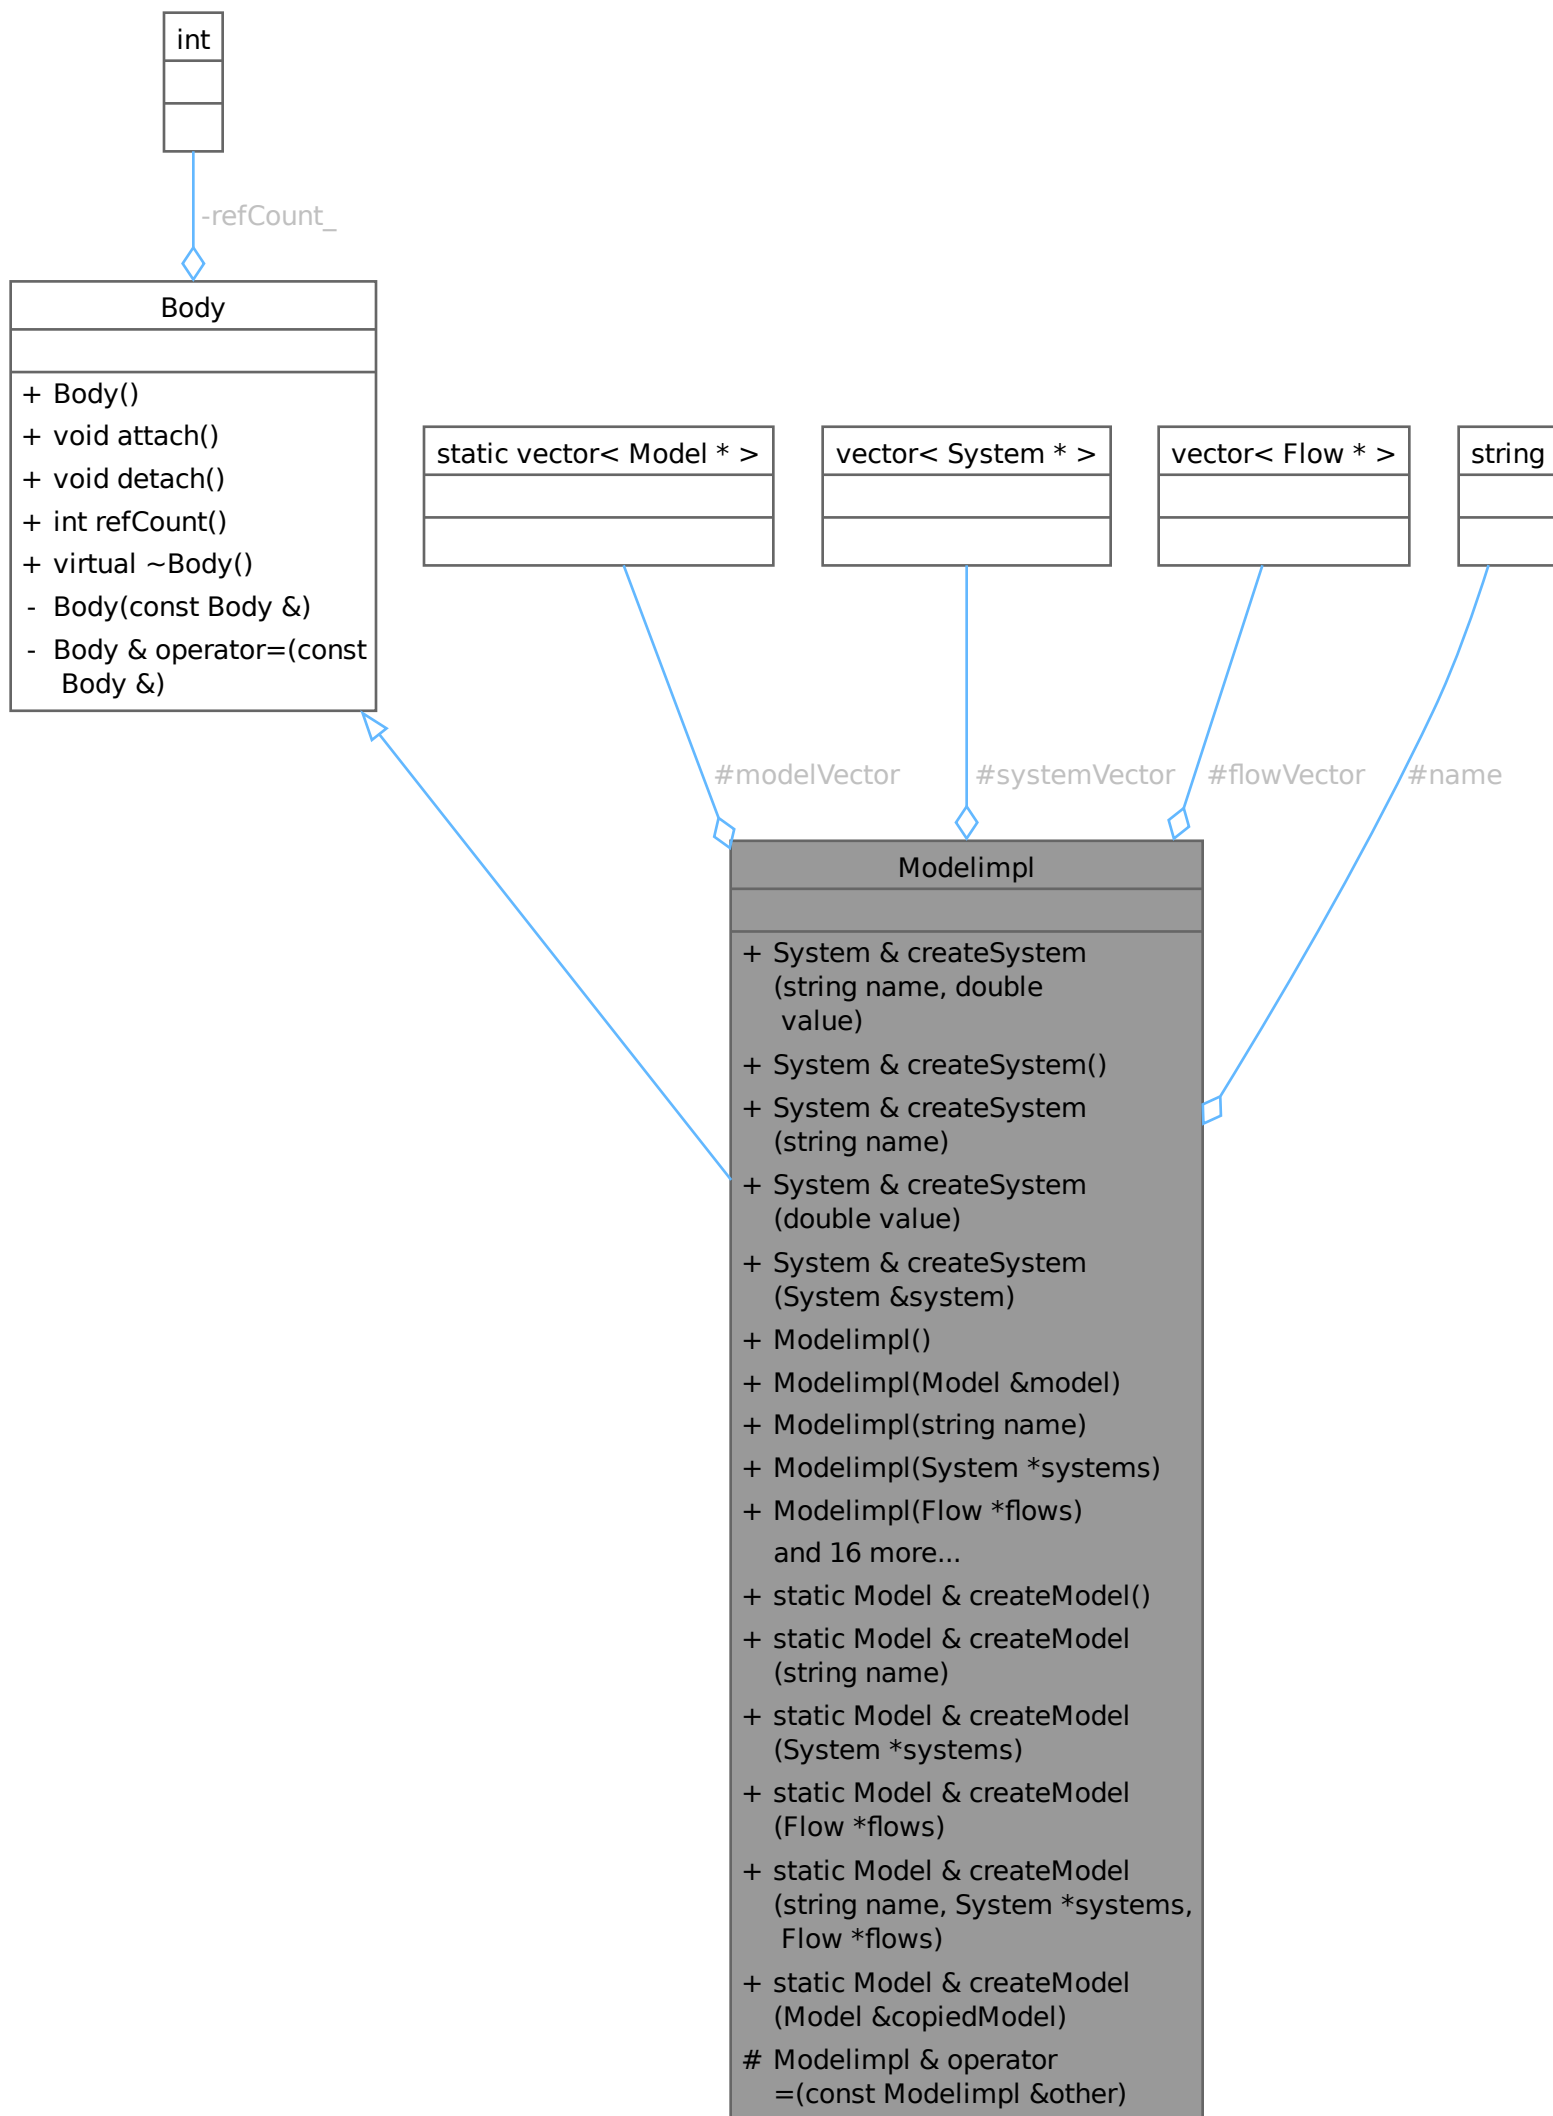 int
-refCount_
Body
+ Body()
+ void attach()
+ void detach()
+ int refCount()
+ virtual ~Body()
- Body(const Body &)
- Body & operator=(const
Body &)
static vector< Model * >
vector< System * >
vector< Flow * >
string
#modelVector
#systemVector
#flowVector
#name
Modelimpl
+ System & createSystem
(string name, double
value)
+ System & createSystem()
+ System & createSystem
(string name)
+ System & createSystem
(double value)
+ System & createSystem
(System &system)
+ Modelimpl()
+ Modelimpl(Model &model)
+ Modelimpl(string name)
+ Modelimpl(System *systems)
+ Modelimpl(Flow *flows)
and 16 more...
+ static Model & createModel()
+ static Model & createModel
(string name)
+ static Model & createModel
(System *systems)
+ static Model & createModel
(Flow *flows)
+ static Model & createModel
(string name, System *systems,
Flow *flows)
+ static Model & createModel
(Model &copiedModel)
# Modelimpl & operator
=(const Modelimpl &other)